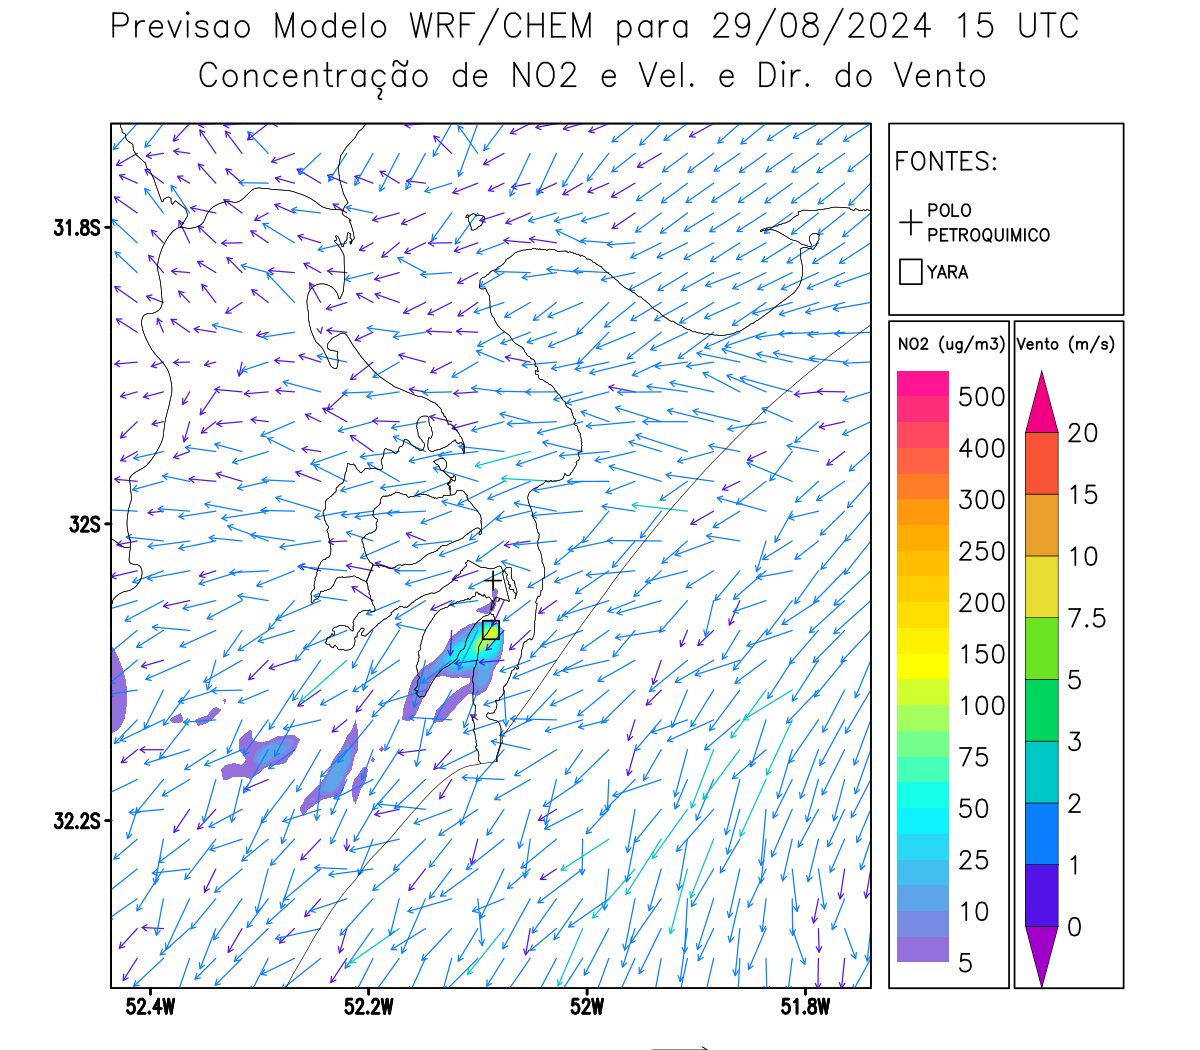 Previsao Modelo WRF/CHEM para 29/08/2024 15 UTC
Concentração de NO2 e Vel. e Dir. do Vento
FONTES:
POLO
PETROQUIMICO
YARA
NO2 (ug/m3)
500
400
300
250
200
150
100
75
50
25
10
5
Vento (m/s)
20
15
10
7.5
5
3
2
1
0
31.8S
32S
32.2S
52.4W
52.2W
52W
51.8W